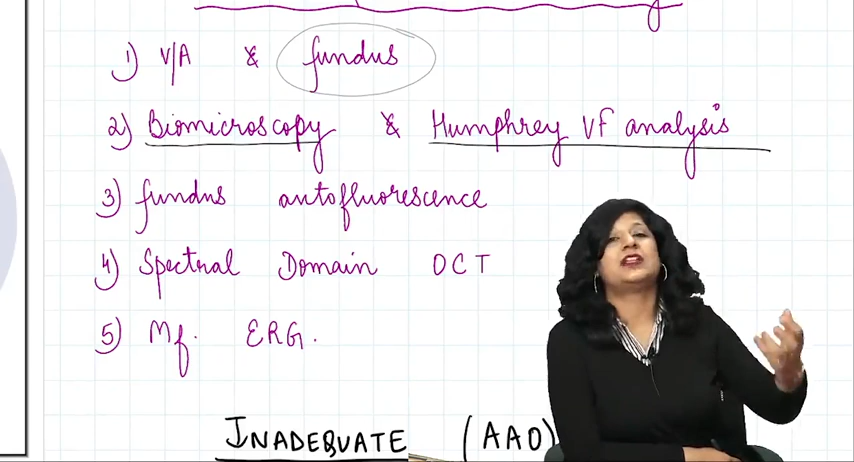 1) V/A & fundus
2) Biomicroscopy & Humphrey VF analysis
3) fundus autofluorescence
4) Spectral Domain OCT
5) Mf. ERG.
INADEQUATE (AAO)